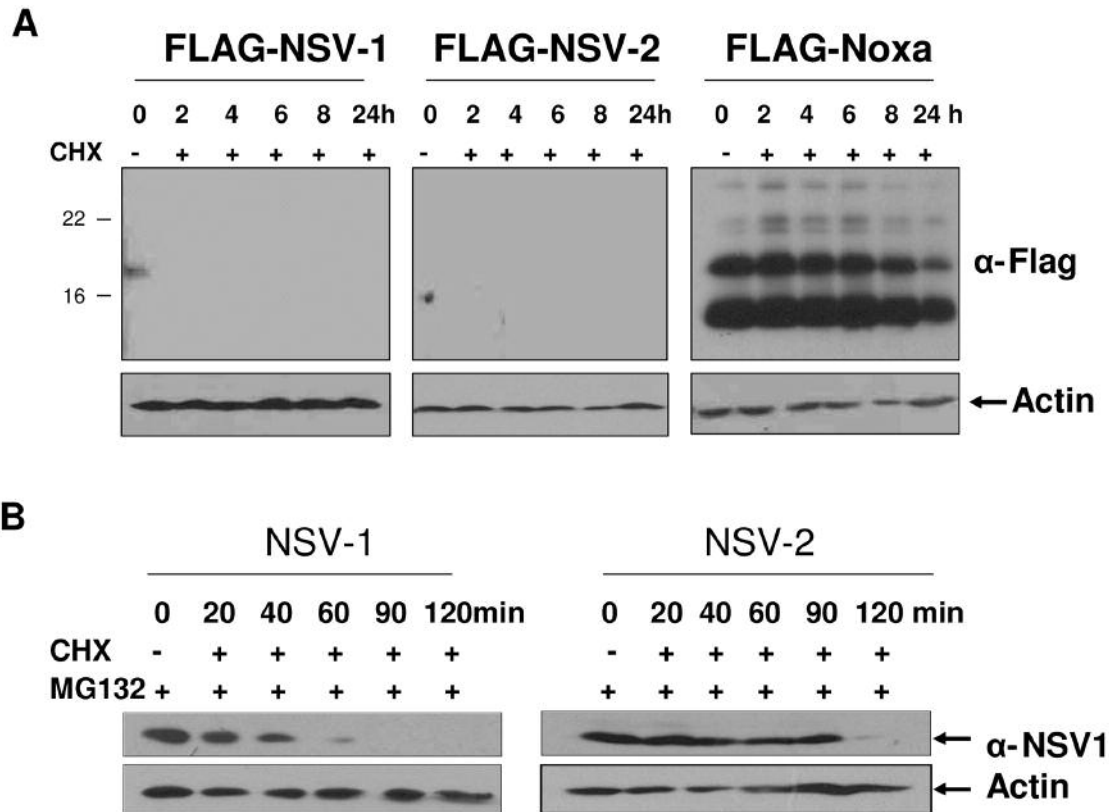 A
FLAG-NSV-1 FLAG-NSV-2 FLAG-Noxa
0 2 4 6 8 24h 0 2 4 6 8 24h 0 2 4 6 8 24 h
CHX - + + + + + - + + + + + - + + + + +
22
16
α-Flag
Actin
B
NSV-1 NSV-2
0 20 40 60 90 120min 0 20 40 60 90 120 min
CHX - + + + + + - + + + + +
MG132 + + + + + + + + + + + +
α-NSV1
Actin